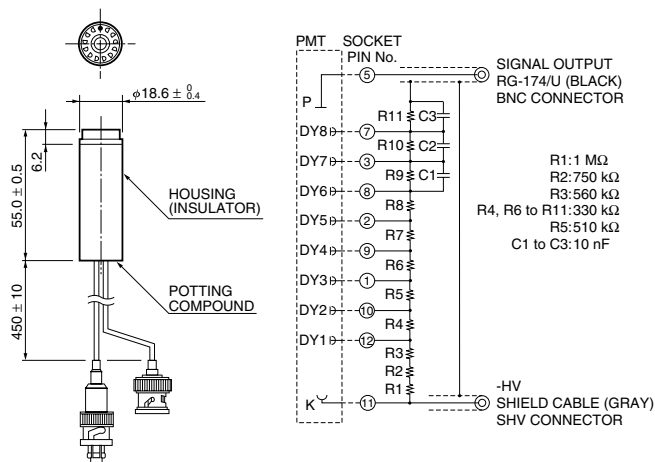 φ18.6 ± 0 0.4
6.2
55.0 ± 0.5
HOUSING
(INSULATOR)
POTTING
COMPOUND
450 ± 10
PMT
SOCKET
PIN No.
P
5
SIGNAL OUTPUT
RG-174/U (BLACK)
BNC CONNECTOR
R11
C3
DY8
7
R10
C2
DY7
3
R9
C1
DY6
8
R8
DY5
2
R7
DY4
9
R6
DY3
1
R5
DY2
10
R4
DY1
12
R3
R2
R1
K
11
-HV
SHIELD CABLE (GRAY)
SHV CONNECTOR
R1:1 MΩ
R2:750 kΩ
R3:560 kΩ
R4, R6 to R11:330 kΩ
R5:510 kΩ
C1 to C3:10 nF